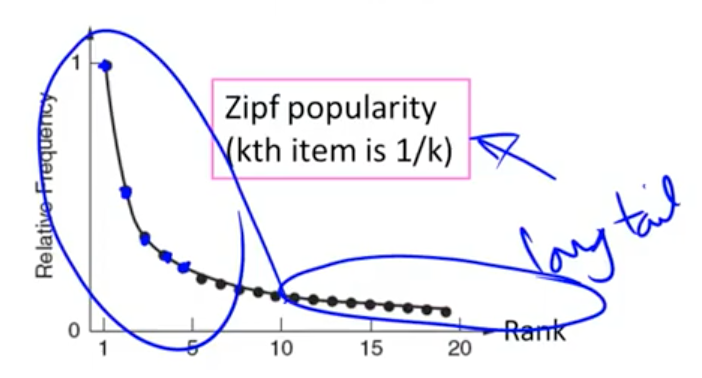 1
Zipf popularity
(kth item is 1/k)
Relative Frequency
long tail
0
Rank
1 5 10 15 20